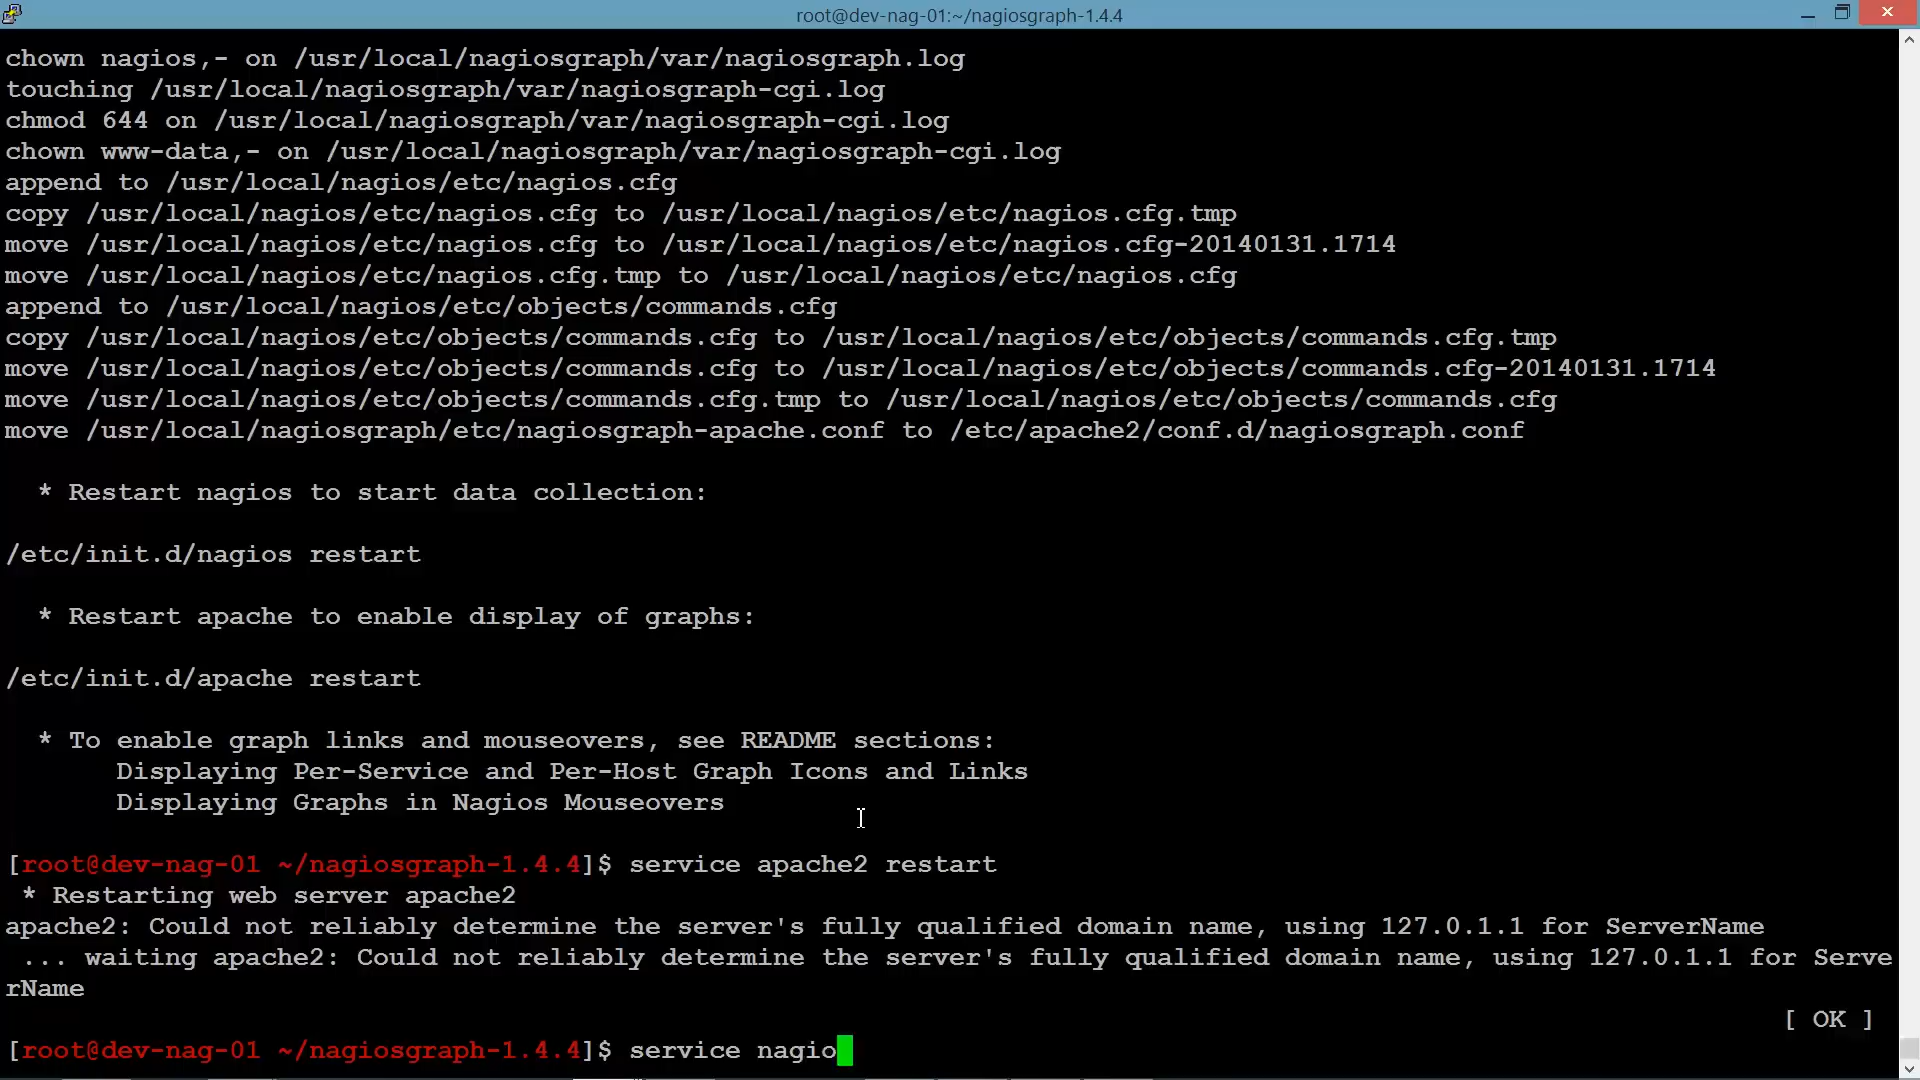 root@dev-nag-01:~/nagiosgraph-1.4.4
chown nagios,- on /usr/local/nagiosgraph/var/nagiosgraph.log
touching /usr/local/nagiosgraph/var/nagiosgraph-cgi.log
chmod 644 on /usr/local/nagiosgraph/var/nagiosgraph-cgi.log
chown www-data,- on /usr/local/nagiosgraph/var/nagiosgraph-cgi.log
append to /usr/local/nagios/etc/nagios.cfg
copy /usr/local/nagios/etc/nagios.cfg to /usr/local/nagios/etc/nagios.cfg.tmp
move /usr/local/nagios/etc/nagios.cfg to /usr/local/nagios/etc/nagios.cfg-20140131.1714
move /usr/local/nagios/etc/nagios.cfg.tmp to /usr/local/nagios/etc/nagios.cfg
append to /usr/local/nagios/etc/objects/commands.cfg
copy /usr/local/nagios/etc/objects/commands.cfg to /usr/local/nagios/etc/objects/commands.cfg.tmp
move /usr/local/nagios/etc/objects/commands.cfg to /usr/local/nagios/etc/objects/commands.cfg-20140131.1714
move /usr/local/nagios/etc/objects/commands.cfg.tmp to /usr/local/nagios/etc/objects/commands.cfg
move /usr/local/nagiosgraph/etc/nagiosgraph-apache.conf to /etc/apache2/conf.d/nagiosgraph.conf
* Restart nagios to start data collection:
/etc/init.d/nagios restart
* Restart apache to enable display of graphs:
/etc/init.d/apache restart
* To enable graph links and mouseovers, see README sections:
Displaying Per-Service and Per-Host Graph Icons and Links
Displaying Graphs in Nagios Mouseovers
[root@dev-nag-01 ~/nagiosgraph-1.4.4]$ service apache2 restart
* Restarting web server apache2
apache2: Could not reliably determine the server's fully qualified domain name, using 127.0.1.1 for ServerName
... waiting apache2: Could not reliably determine the server's fully qualified domain name, using 127.0.1.1 for Serve
rName
[ OK ]
[root@dev-nag-01 ~/nagiosgraph-1.4.4]$ service nagio